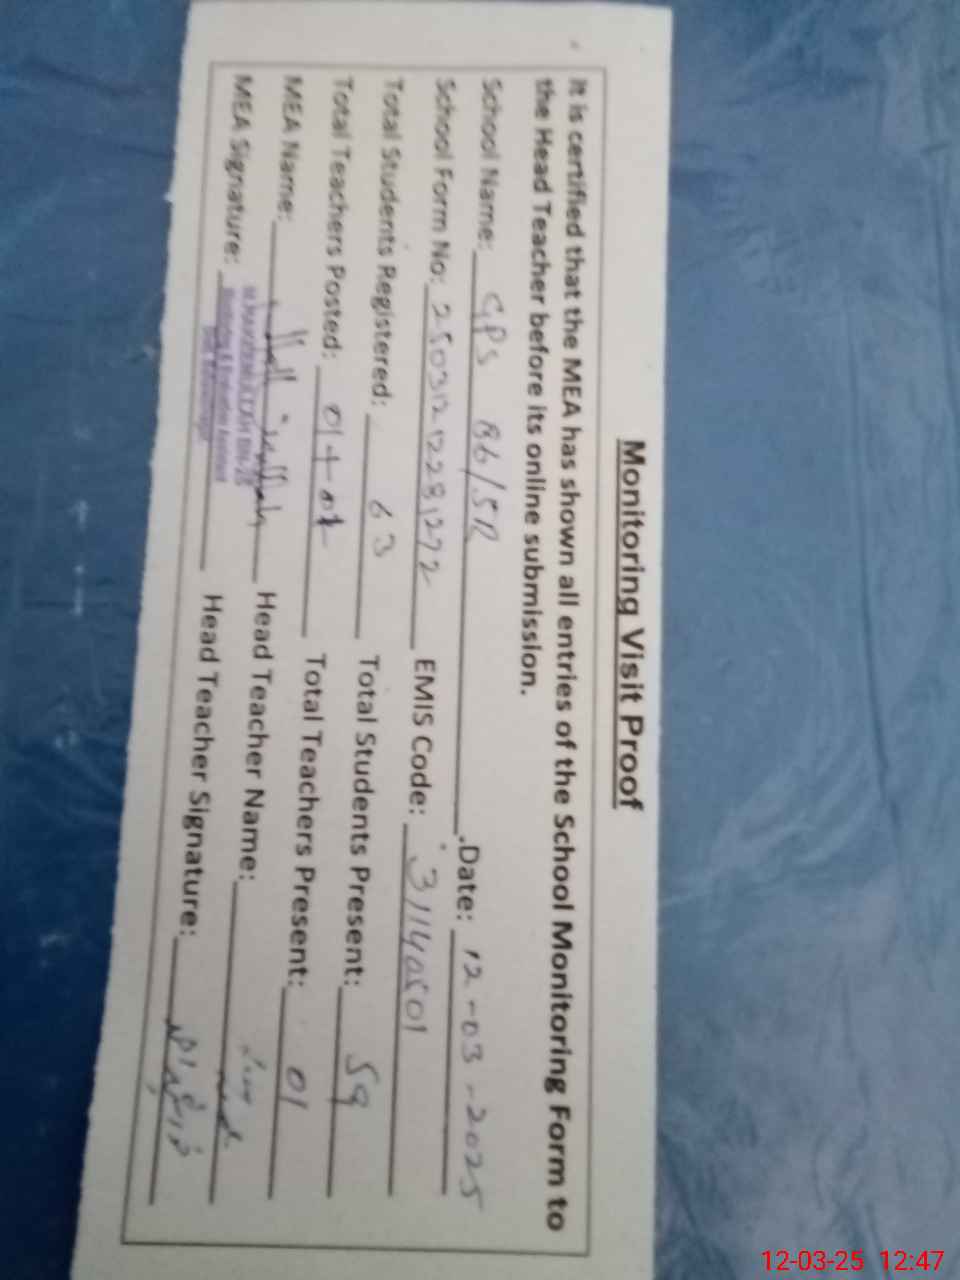 Monitoring Visit Proof
It is certified that the MEA has shown all entries of the School Monitoring Form to
the Head Teacher before its online submission.
School Name: GPS 86/5R .Date: 12-03-2025
School Form No: 25031212281272 EMIS Code: 31140501
Total Students Registered: 63 Total Students Present: 59
Total Teachers Posted: 01+01 Total Teachers Present: 01
MEA Name: Head Teacher Name:
MEA Signature: Head Teacher Signature:
12-03-25 12:47